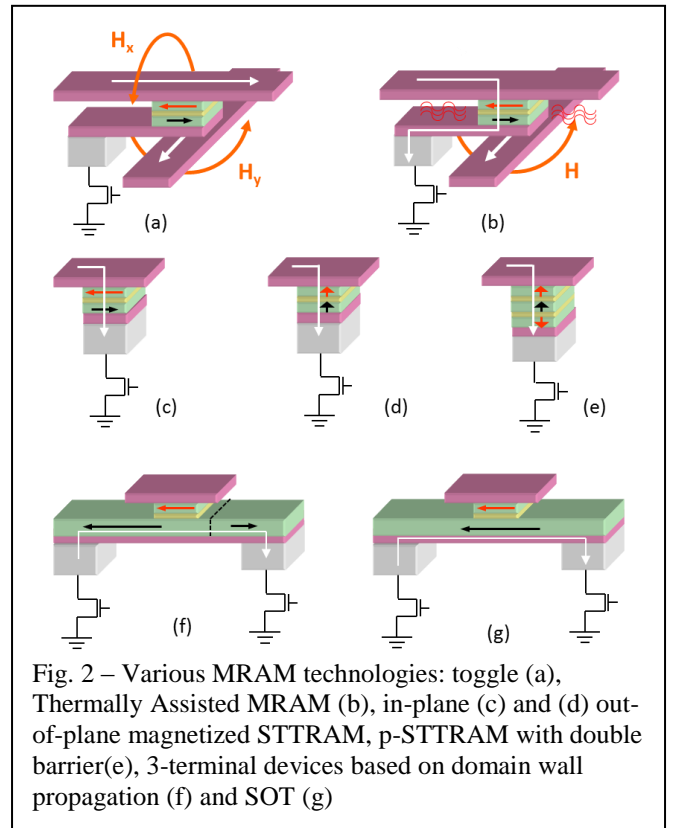 Hx
Hy
(a)
H
(b)
(c)
(d)
(e)
(f)
(g)
Fig. 2 – Various MRAM technologies: toggle (a),
Thermally Assisted MRAM (b), in-plane (c) and (d) out-
of-plane magnetized STTRAM, p-STTRAM with double
barrier(e), 3-terminal devices based on domain wall
propagation (f) and SOT (g)